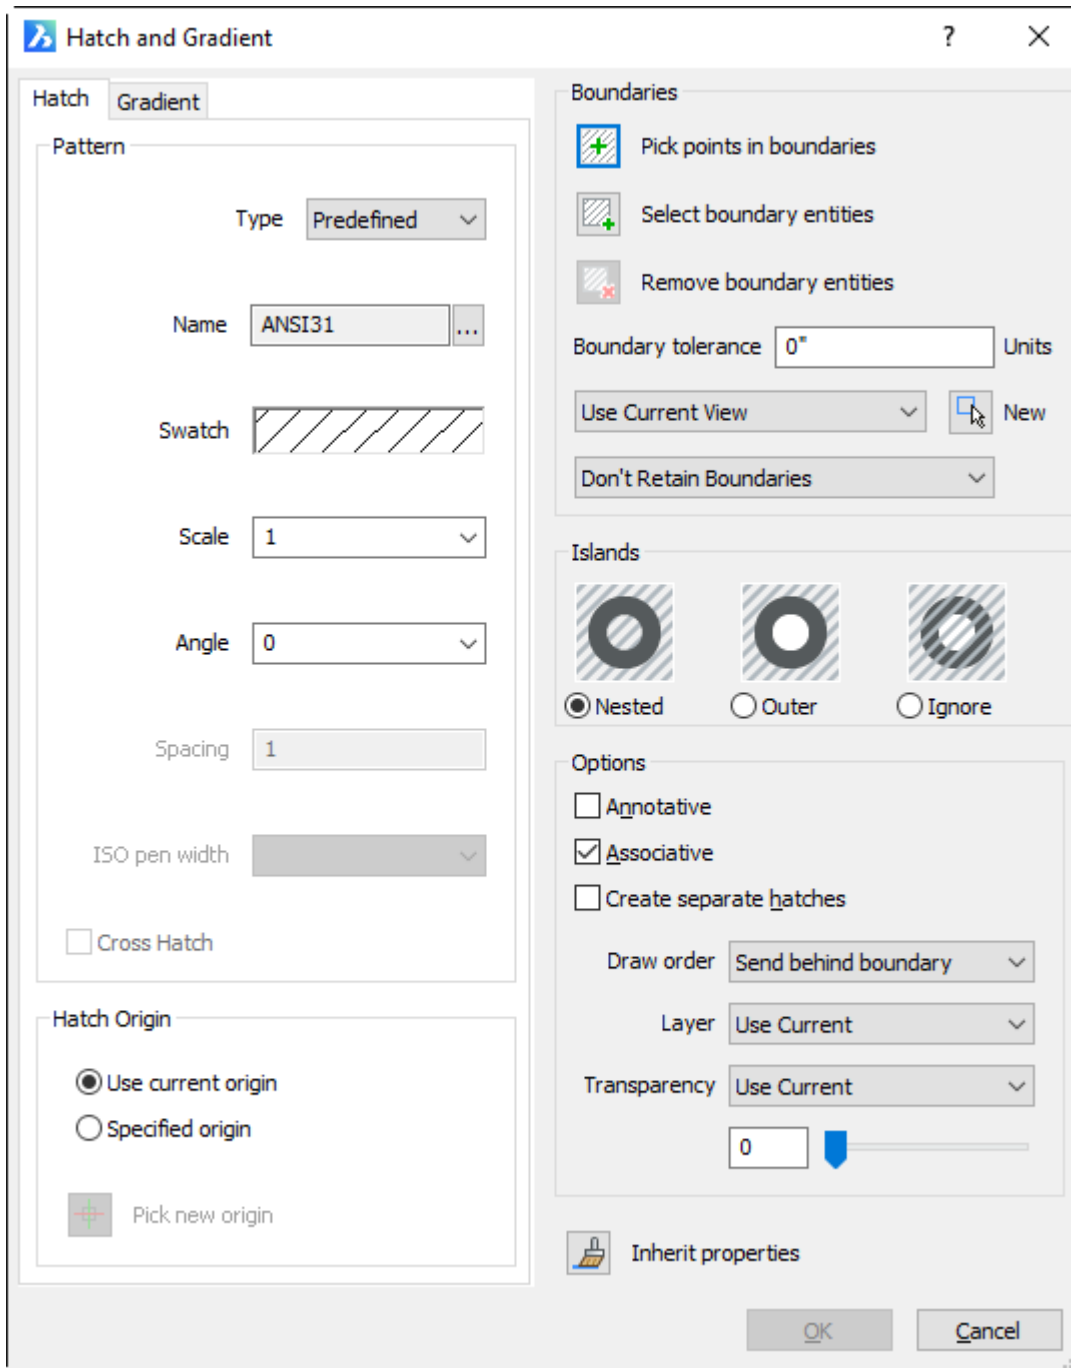 Hatch and Gradient ?
Hatch Gradient
Pattern
Type Predefined
Name ANSI31 ...
Swatch
Scale 1
Angle 0
Spacing 1
ISO pen width
Cross Hatch
Hatch Origin
Use current origin
Specified origin
Pick new origin
Boundaries
Pick points in boundaries
Select boundary entities
Remove boundary entities
Boundary tolerance 0" Units
Use Current View New
Don't Retain Boundaries
Islands
Nested Outer Ignore
Options
Annotative
Associative
Create separate hatches
Draw order Send behind boundary
Layer Use Current
Transparency Use Current
0
Inherit properties
OK Cancel